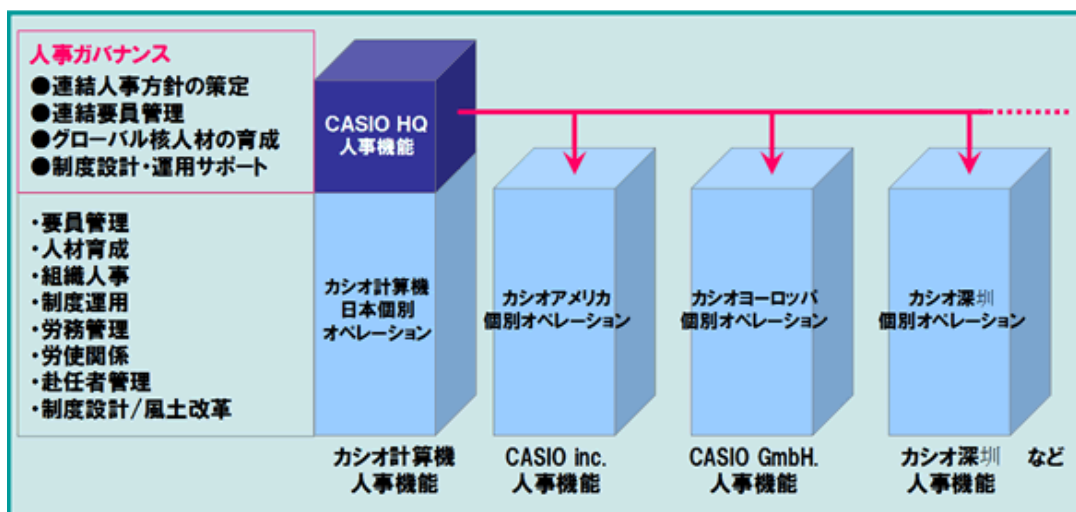 人事ガバナンス
●連結人事方針の策定
●連結要員管理
●グローバル核人材の育成
●制度設計・運用サポート
・要員管理
・人材育成
・組織人事
・制度運用
・労務管理
・労使関係
・赴任者管理
・制度設計/風土改革
CASIO HQ
人事機能
カシオ計算機
日本個別
オペレーション
カシオアメリカ
個別オペレーション
カシオヨーロッパ
個別オペレーション
カシオ深圳
個別オペレーション
カシオ計算機
人事機能
CASIO inc.
人事機能
CASIO GmbH.
人事機能
カシオ深圳
人事機能
など